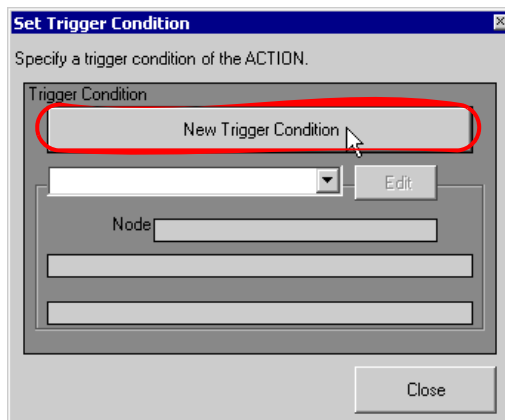 Set Trigger Condition
Specify a trigger condition of the ACTION.
Trigger Condition
New Trigger Condition
Edit
Node
Close